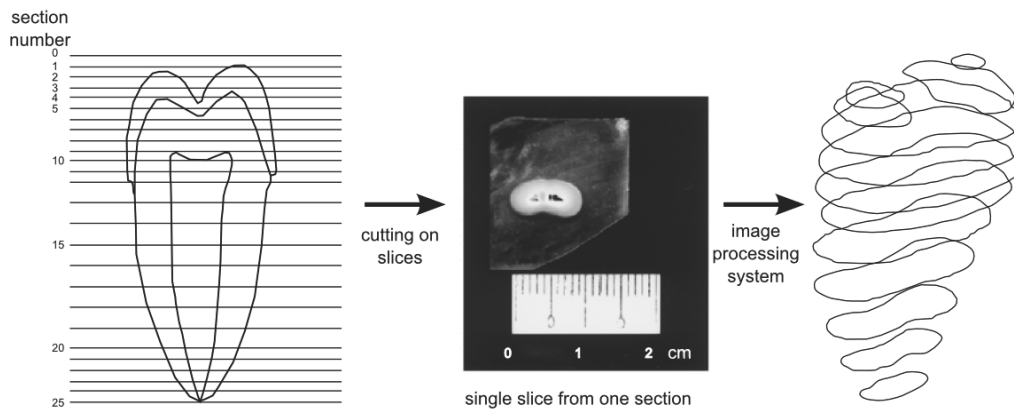 section
number
0
1
2
3
4
5
10
15
20
25
cutting on
slices
0 1 2 cm
single slice from one section
image
processing
system